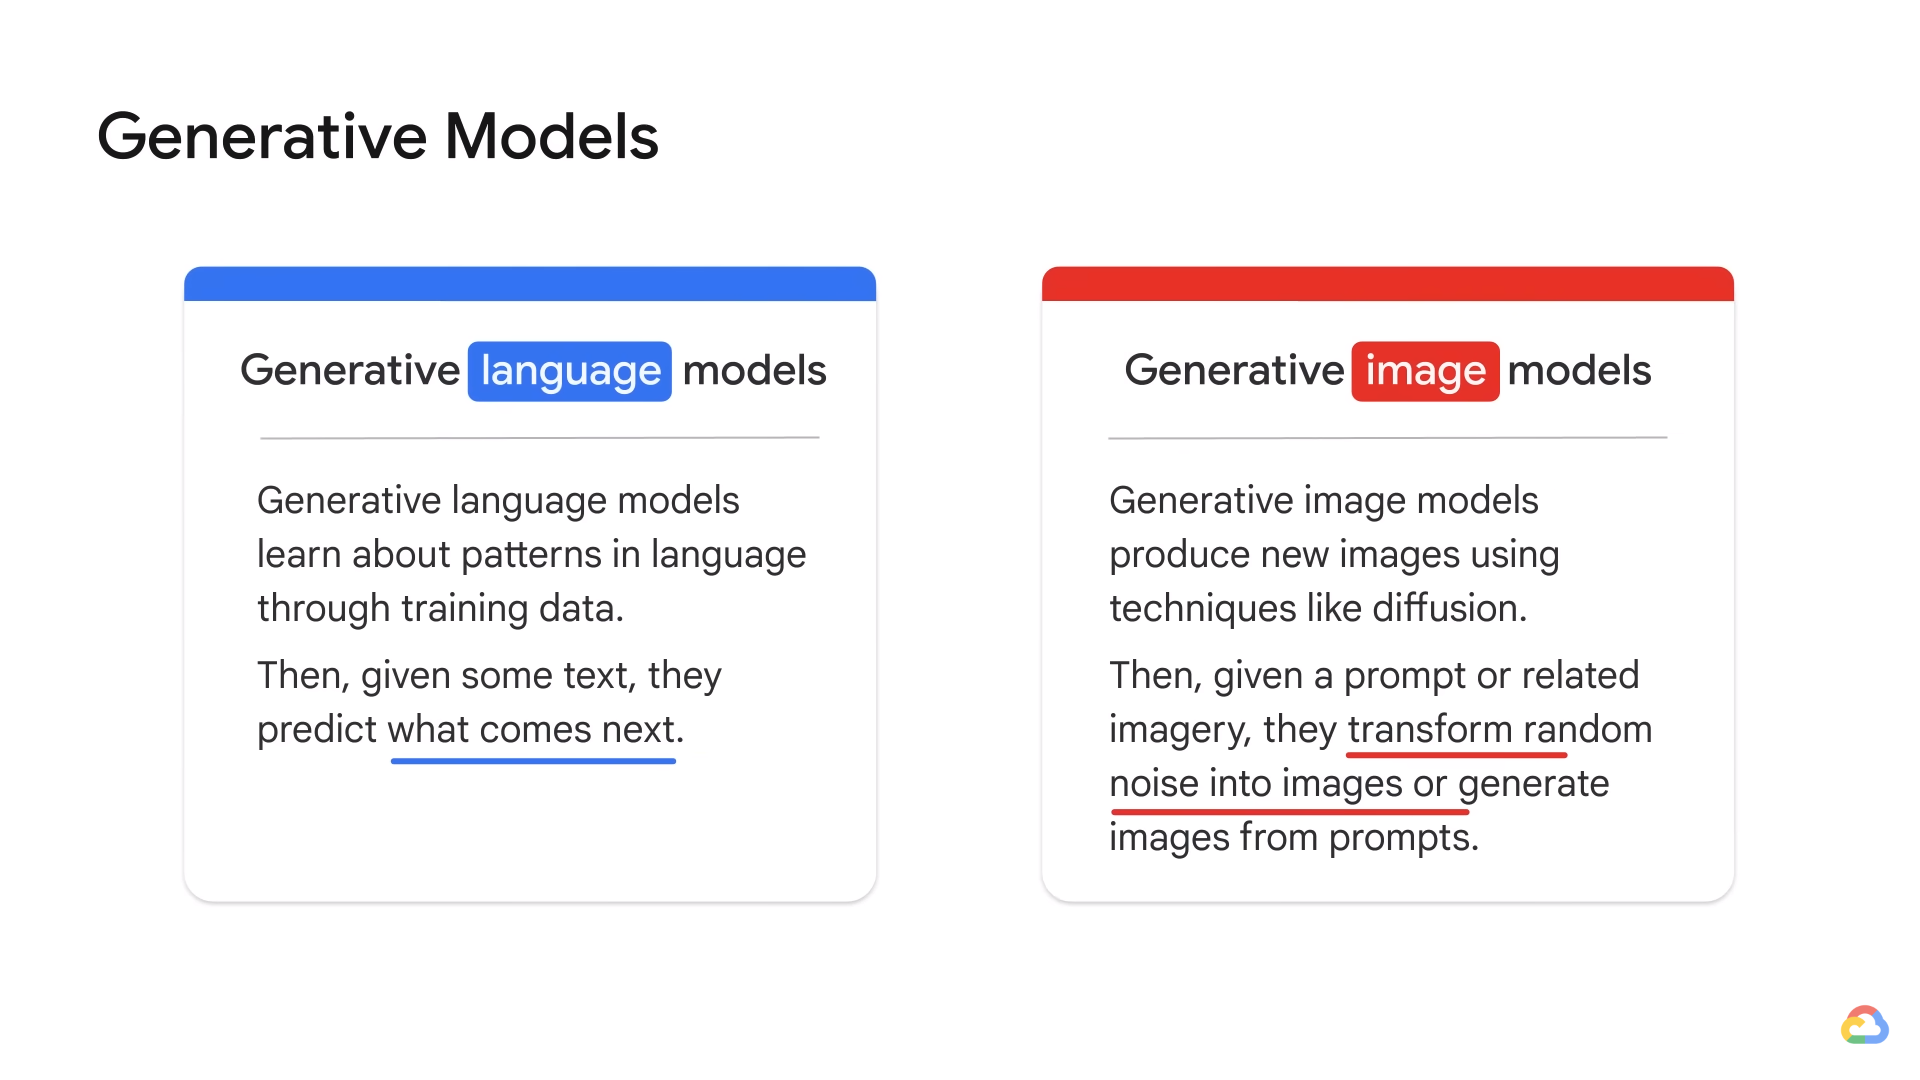 Generative Models
Generative language models
Generative language models
learn about patterns in language
through training data.
Then, given some text, they
predict what comes next.
Generative image models
Generative image models
produce new images using
techniques like diffusion.
Then, given a prompt or related
imagery, they transform random
noise into images or generate
images from prompts.